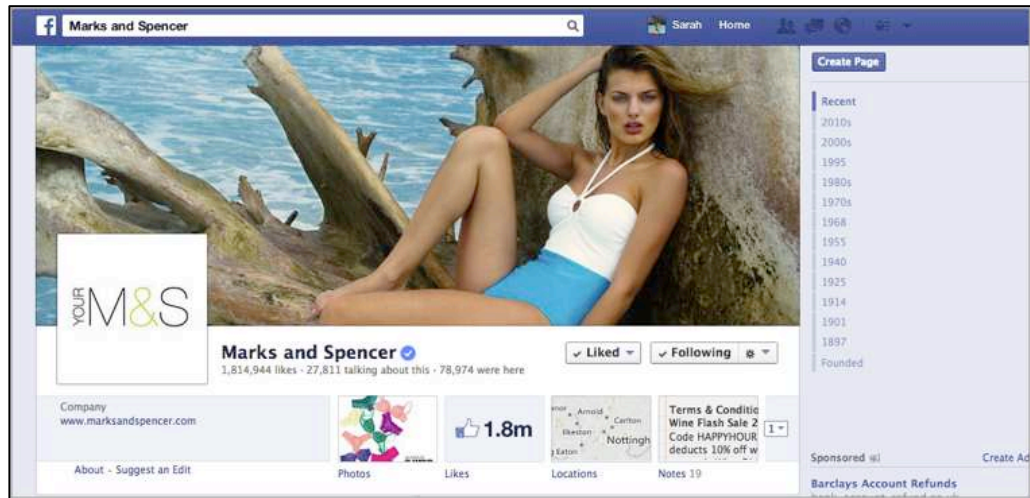 Marks and Spencer
Sarah Home
Create Page
Recent
2010s
2000s
1995
1980s
1970s
1968
1955
1940
1925
1914
1901
1897
Founded
YOUR
M&S
Marks and Spencer
Liked
Following
1,814,944 likes · 27,811 talking about this · 78,974 were here
Company
www.marksandspencer.com
About - Suggest an Edit
Photos
1.8m
Likes
Arnold
Carlton
Ilkeston
Nottingh
Eaton
Locations
Terms & Conditio
Wine Flash Sale 2
Code HAPPYHOUR
deducts 10% off w
Notes 19
1
Sponsored
Create Ad
Barclays Account Refunds